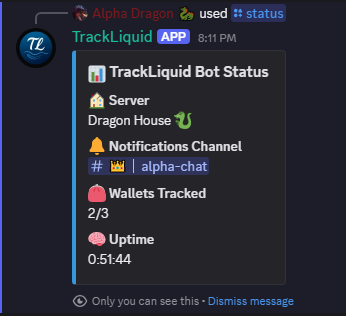 Alpha Dragon 🐉 used status
TL
TrackLiquid APP 8:11 PM
📊 TrackLiquid Bot Status
🏠 Server
Dragon House 🐉
🔔 Notifications Channel
# 👑 | alpha-chat
👛 Wallets Tracked
2/3
🧠 Uptime
0:51:44
Only you can see this • Dismiss message